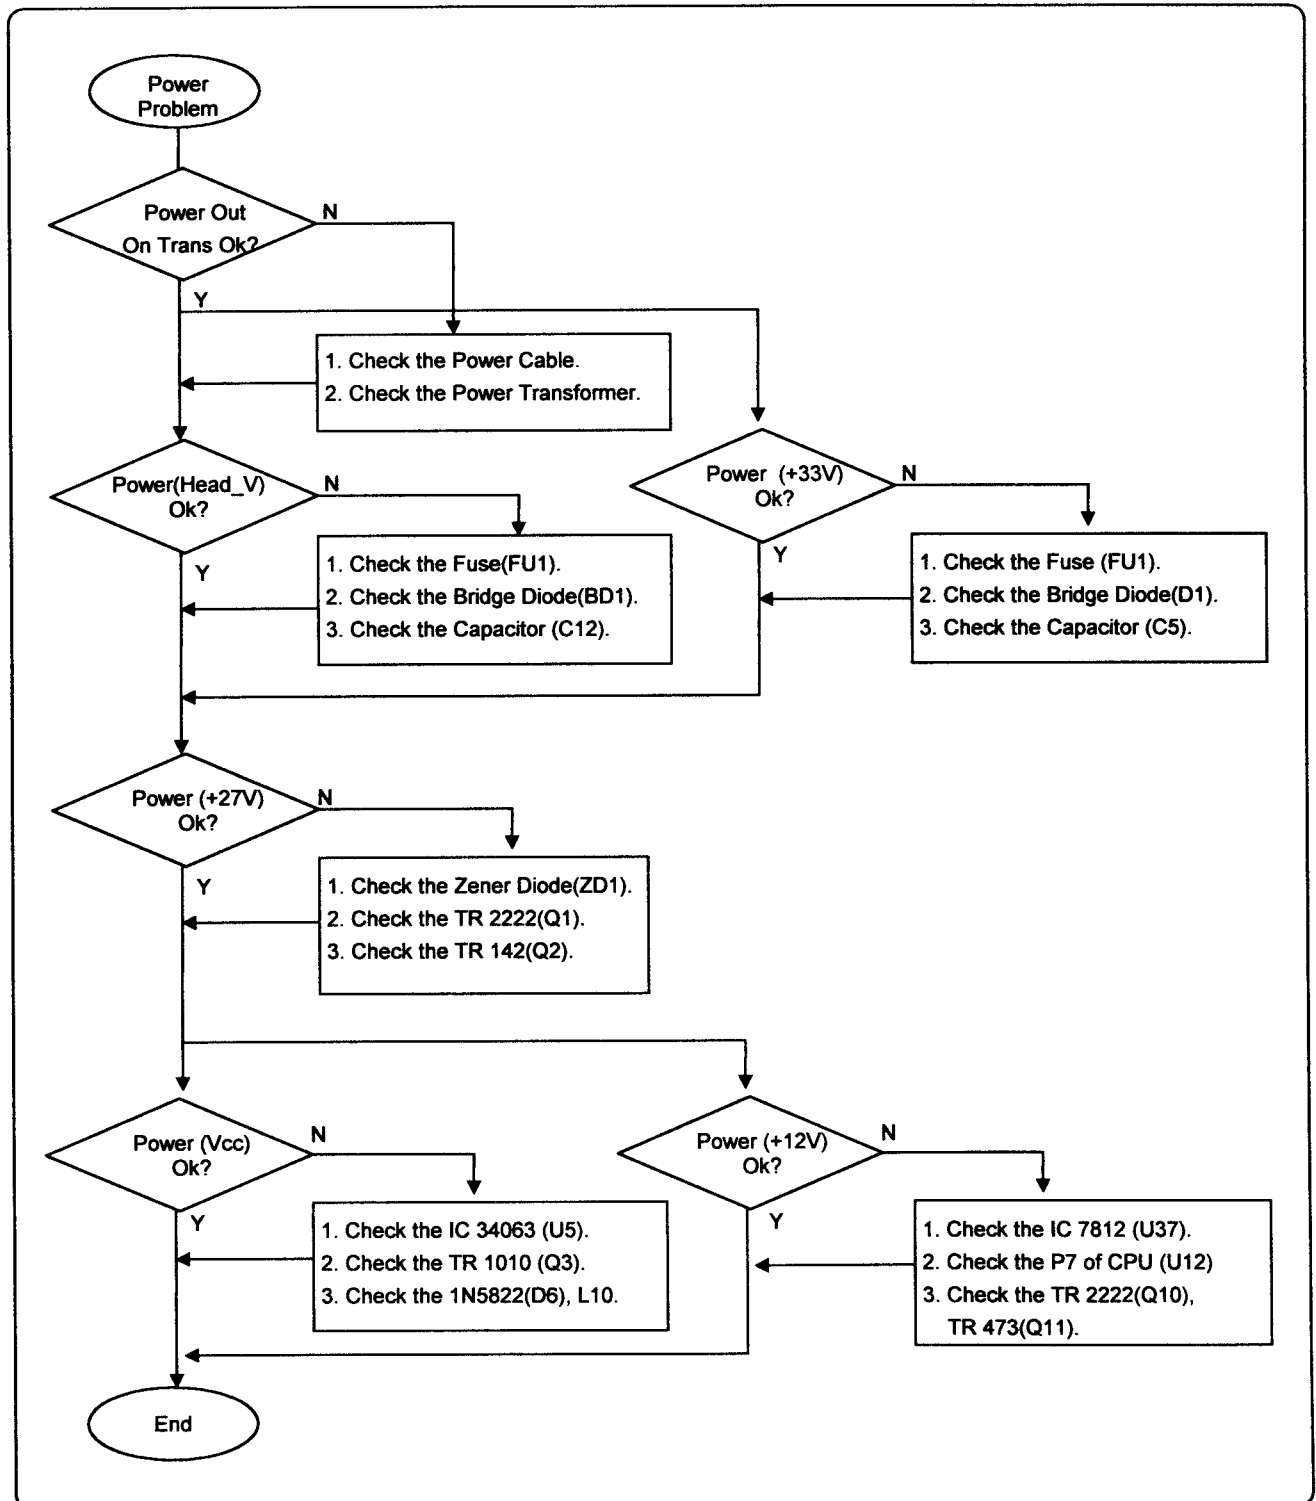 Power
Problem
Power Out
On Trans Ok?
N
Y
1. Check the Power Cable.
2. Check the Power Transformer.
Power(Head_V)
Ok?
N
Y
1. Check the Fuse(FU1).
2. Check the Bridge Diode(BD1).
3. Check the Capacitor (C12).
Power (+33V)
Ok?
N
Y
1. Check the Fuse (FU1).
2. Check the Bridge Diode(D1).
3. Check the Capacitor (C5).
Power (+27V)
Ok?
N
Y
1. Check the Zener Diode(ZD1).
2. Check the TR 2222(Q1).
3. Check the TR 142(Q2).
Power (Vcc)
Ok?
N
Y
1. Check the IC 34063 (U5).
2. Check the TR 1010 (Q3).
3. Check the 1N5822(D6), L10.
Power (+12V)
Ok?
N
Y
1. Check the IC 7812 (U37).
2. Check the P7 of CPU (U12)
3. Check the TR 2222(Q10),
TR 473(Q11).
End